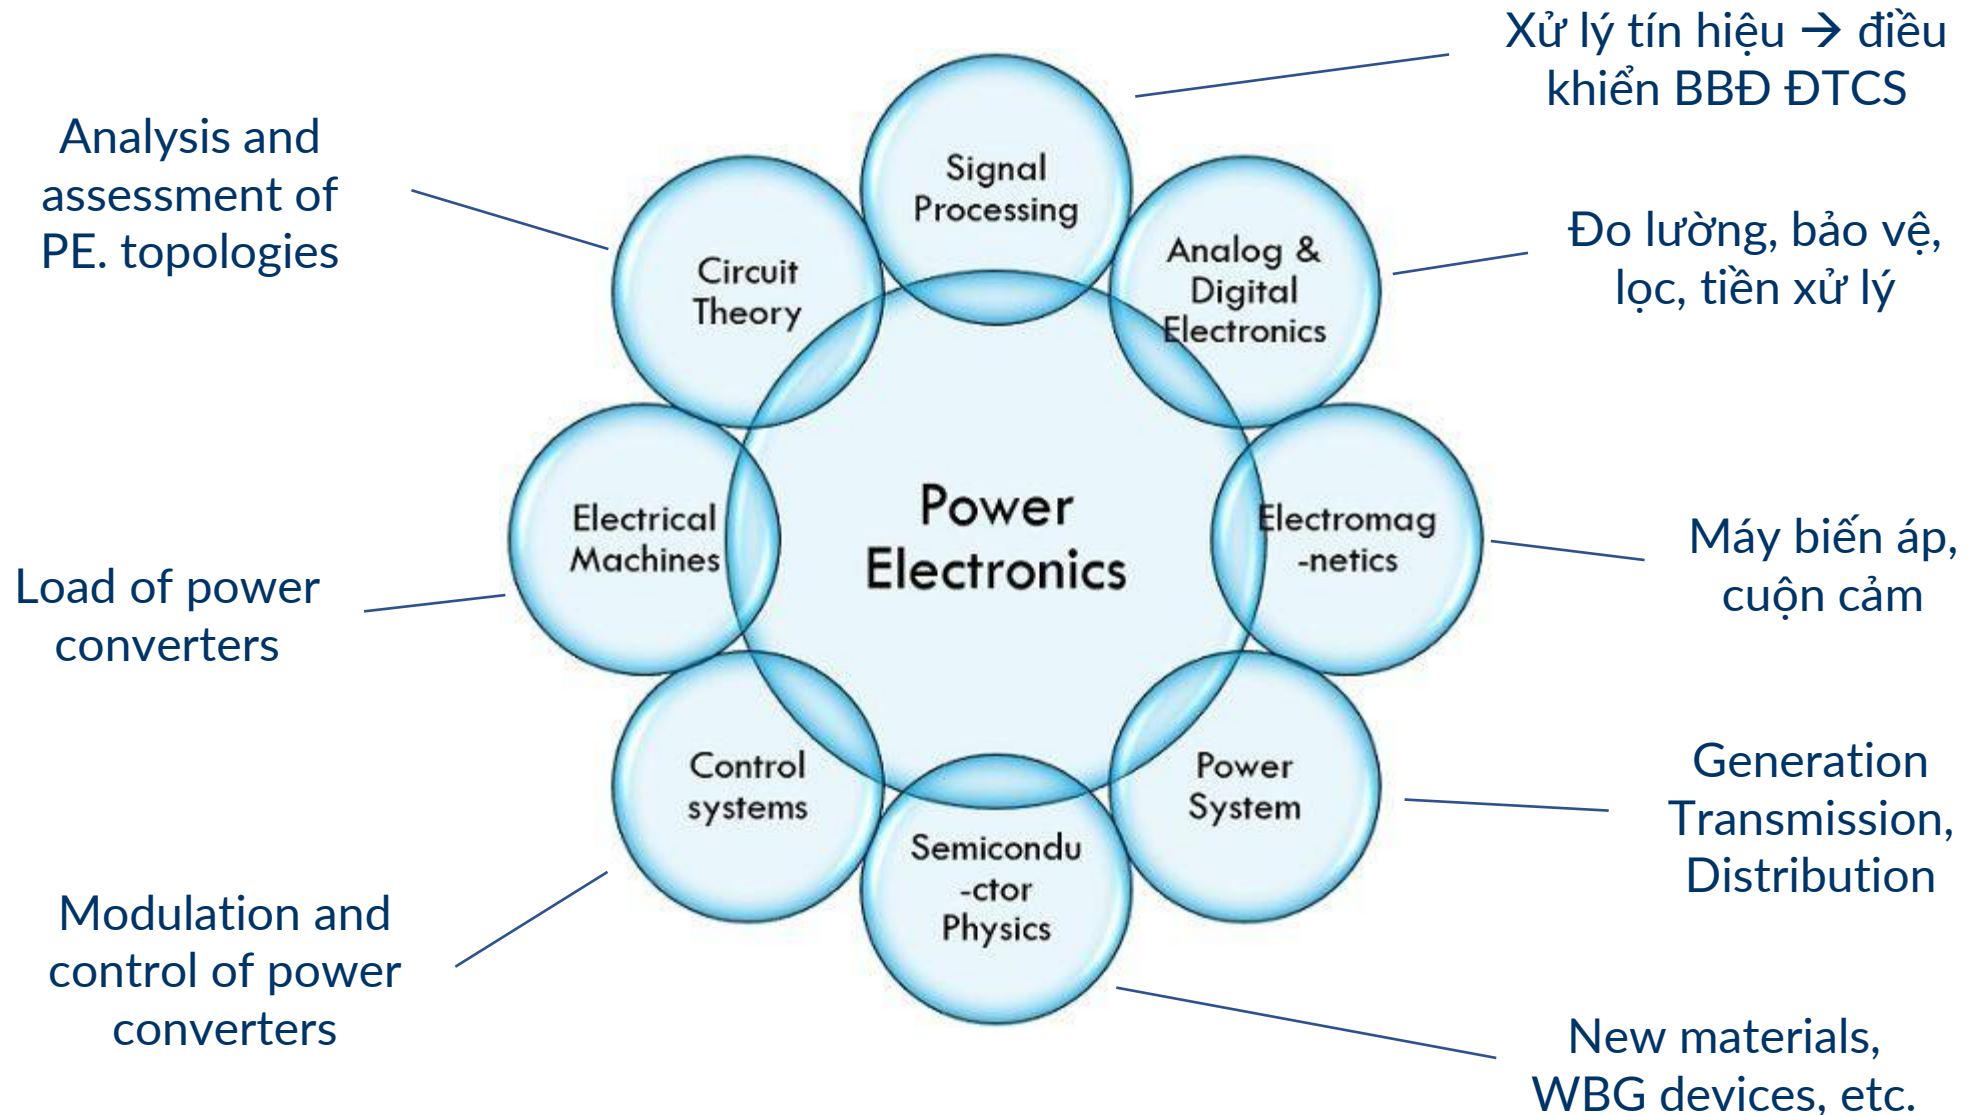 Xử lý tín hiệu → điều
khiển BBĐ ĐTCS
Analysis and
assessment of
PE. topologies
Signal
Processing
Analog &
Digital
Electronics
Đo lường, bảo vệ,
lọc, tiền xử lý
Circuit
Theory
Electrical
Machines
Power
Electronics
Electromag
-netics
Máy biến áp,
cuộn cảm
Load of power
converters
Control
systems
Power
System
Generation
Transmission,
Distribution
Semicondu
-ctor
Physics
Modulation and
control of power
converters
New materials,
WBG devices, etc.